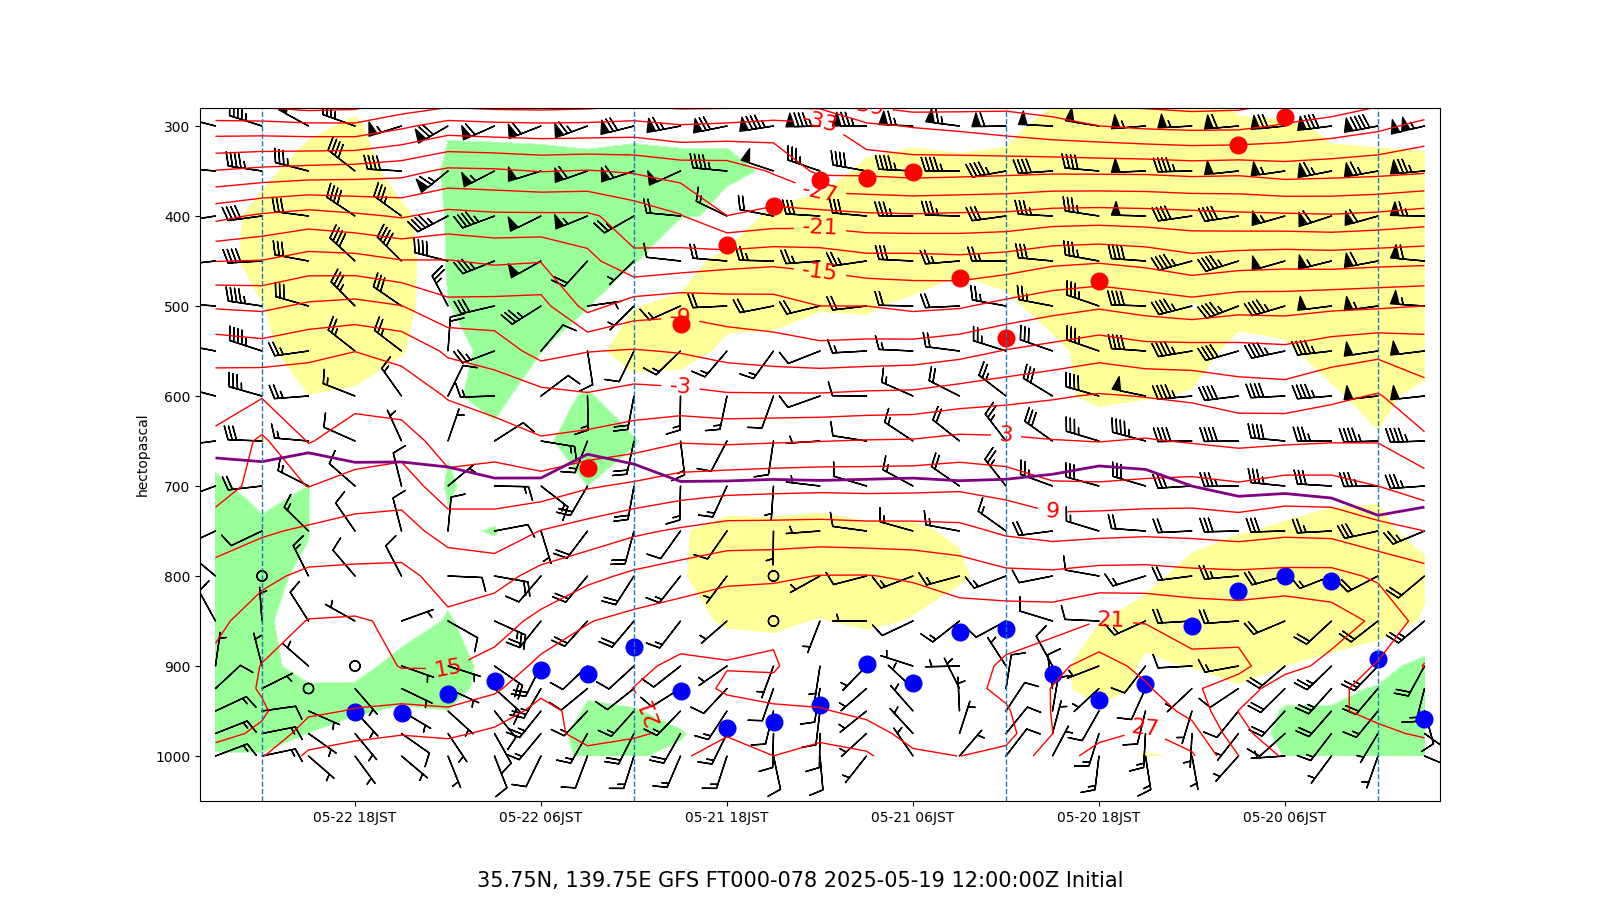 300
400
500
600
700
800
900
1000
hectopascal
-33
-27
-21
-15
-9
-3
3
9
21
15
21
27
05-22 18JST
05-22 06JST
05-21 18JST
05-21 06JST
05-20 18JST
05-20 06JST
35.75N, 139.75E GFS FT000-078 2025-05-19 12:00:00Z Initial